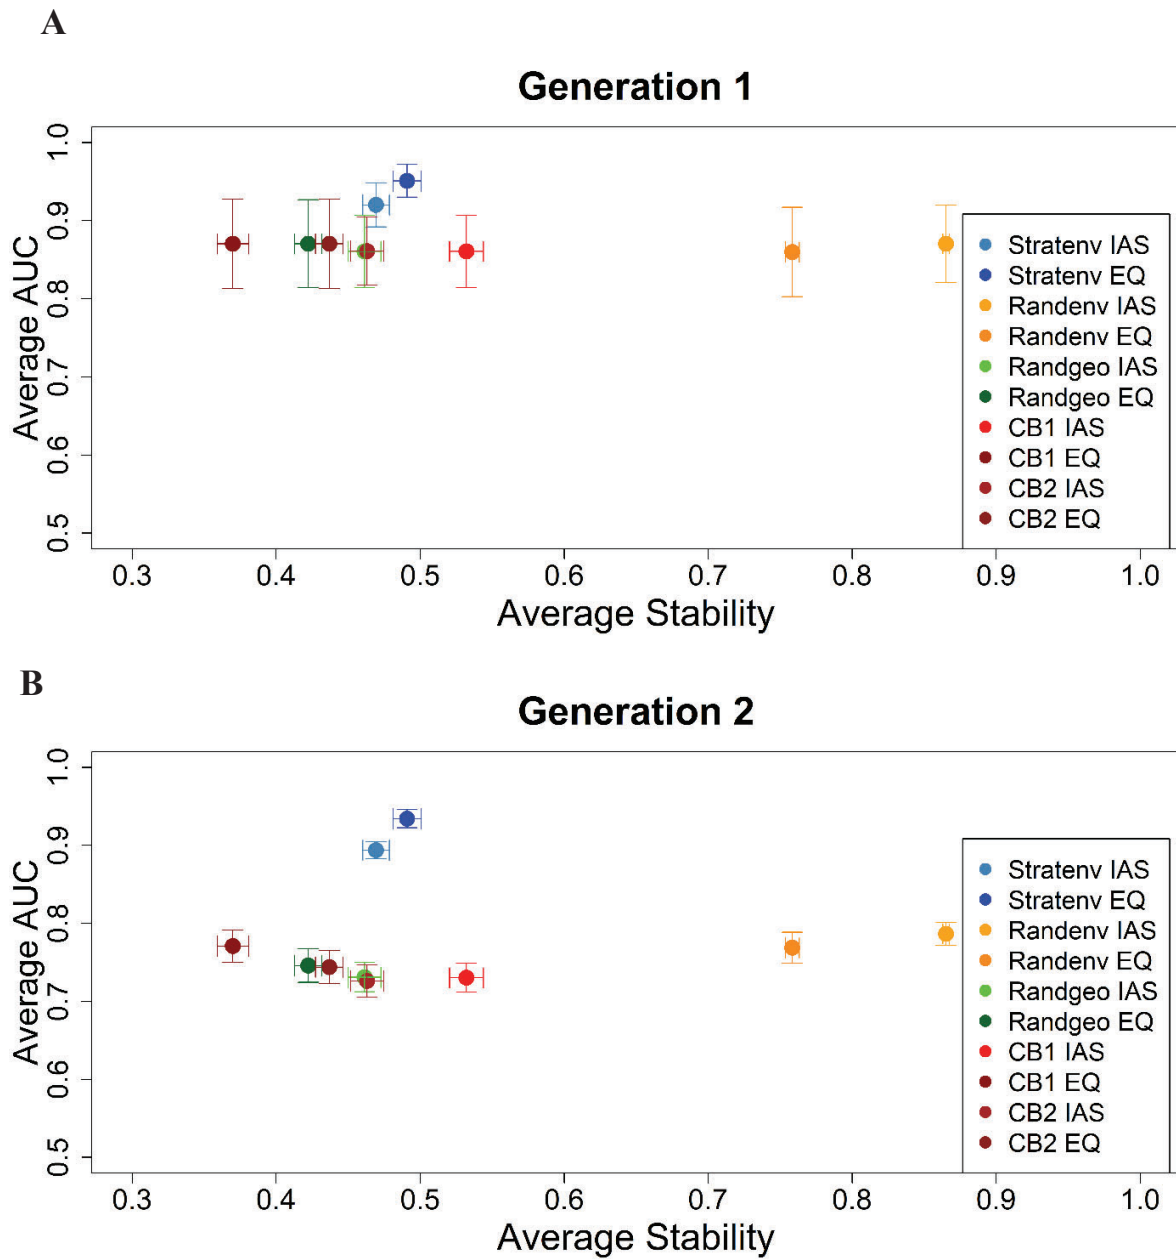 A
Generation 1
Average AUC
1.0
0.9
0.8
0.7
0.6
0.5
Stratenv IAS
Stratenv EQ
Randenv IAS
Randenv EQ
Randgeo IAS
Randgeo EQ
CB1 IAS
CB1 EQ
CB2 IAS
CB2 EQ
0.3 0.4 0.5 0.6 0.7 0.8 0.9 1.0
Average Stability
B
Generation 2
Average AUC
1.0
0.9
0.8
0.7
0.6
0.5
Stratenv IAS
Stratenv EQ
Randenv IAS
Randenv EQ
Randgeo IAS
Randgeo EQ
CB1 IAS
CB1 EQ
CB2 IAS
CB2 EQ
0.3 0.4 0.5 0.6 0.7 0.8 0.9 1.0
Average Stability